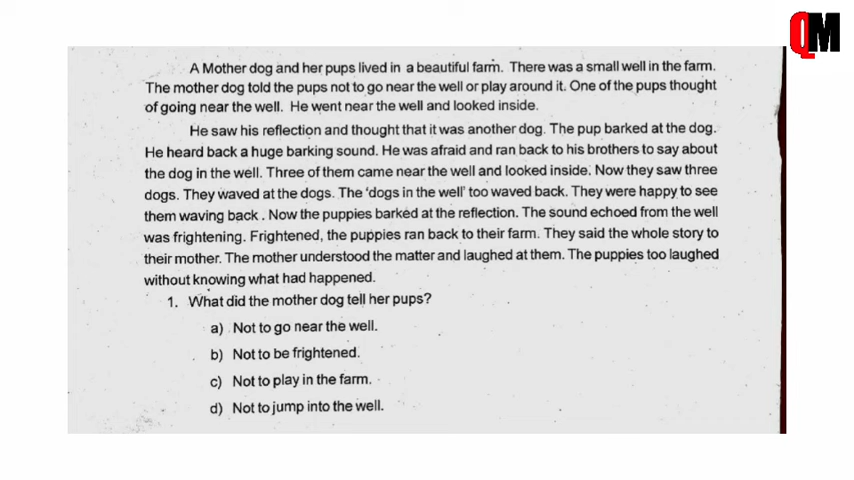 QM
A Mother dog and her pups lived in a beautiful farm. There was a small well in the farm.
The mother dog told the pups not to go near the well or play around it. One of the pups thought
of going near the well. He went near the well and looked inside.
He saw his reflection and thought that it was another dog. The pup barked at the dog.
He heard back a huge barking sound. He was afraid and ran back to his brothers to say about
the dog in the well. Three of them came near the well and looked inside. Now they saw three
dogs. They waved at the dogs. The 'dogs in the well' too waved back. They were happy to see
them waving back . Now the puppies barked at the reflection. The sound echoed from the well
was frightening. Frightened, the puppies ran back to their farm. They said the whole story to
their mother. The mother understood the matter and laughed at them. The puppies too laughed
without knowing what had happened.
1. What did the mother dog tell her pups?
a) Not to go near the well.
b) Not to be frightened.
c) Not to play in the farm.
d) Not to jump into the well.